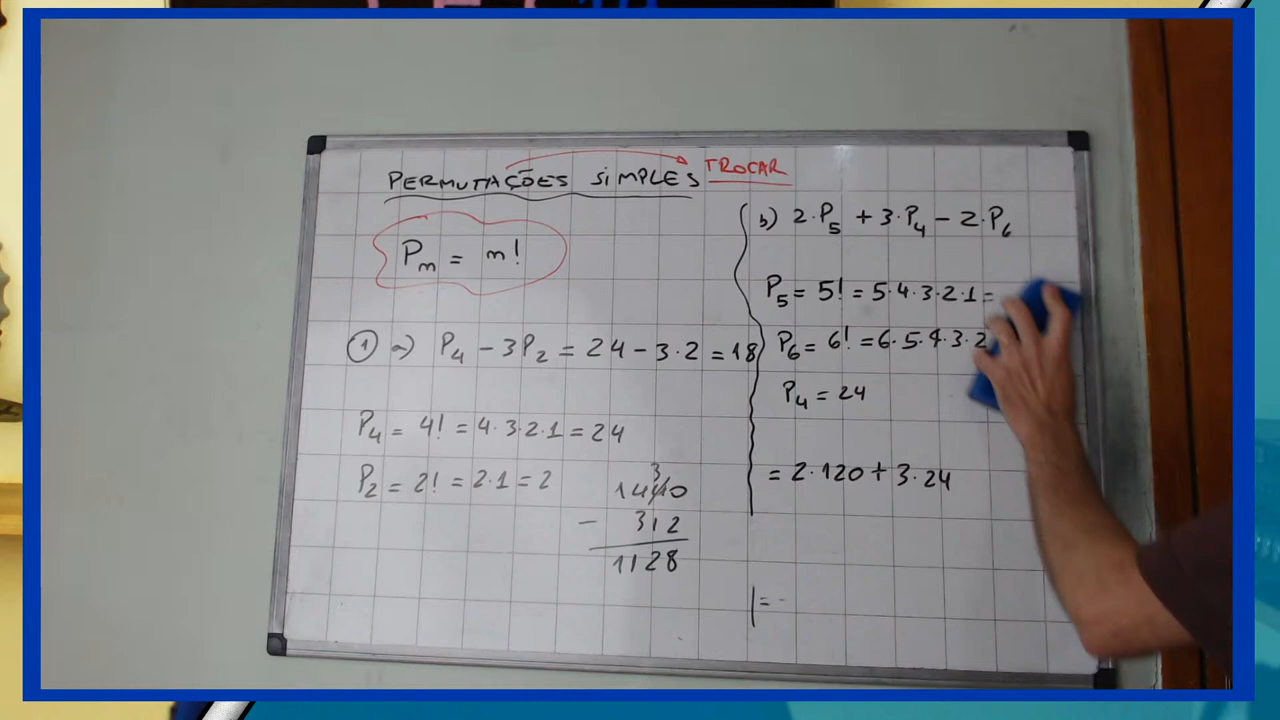 PERMUTAÇÕES SIMPLES TROCAR
Pm = m!
① a) P4 - 3P2 = 24 - 3·2 = 18
P4 = 4! = 4·3·2·1 = 24
P2 = 2! = 2·1 = 2
3
1440
- 312
1128
b) 2·P5 + 3·P4 - 2·P6
P5 = 5! = 5·4·3·2·1 =
P6 = 6! = 6·5·4·3·2
P4 = 24
= 2·120 + 3·24
= -